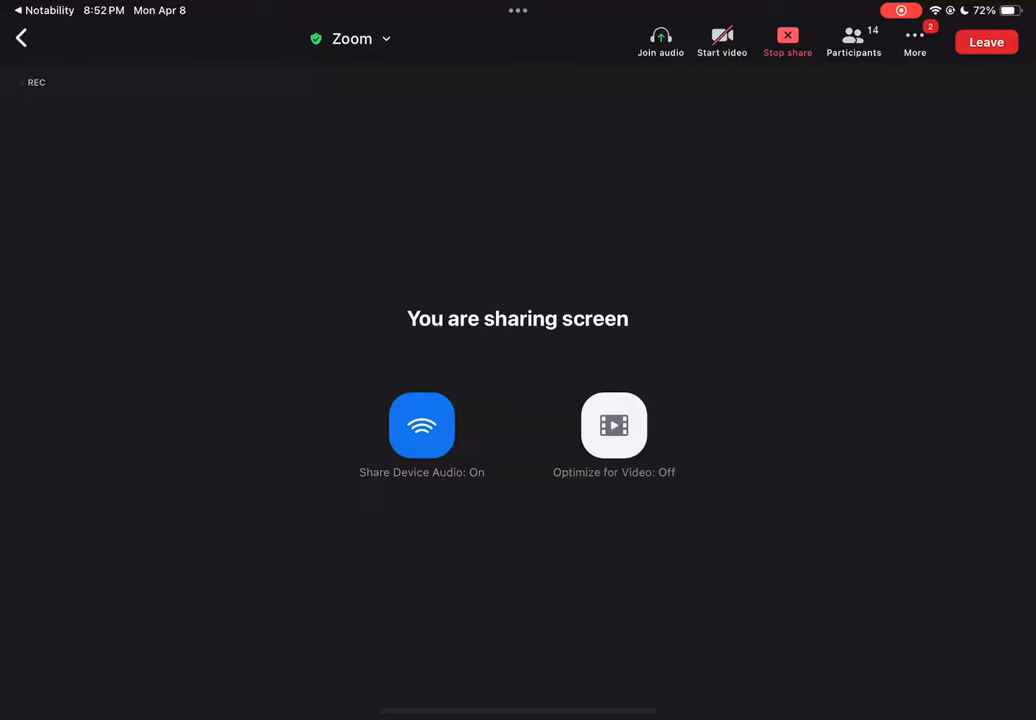 Notability 8:52 PM Mon Apr 8 72%
Zoom
Join audio
Start video
Stop share
14
Participants
2
More
Leave
REC
You are sharing screen
Share Device Audio: On
Optimize for Video: Off